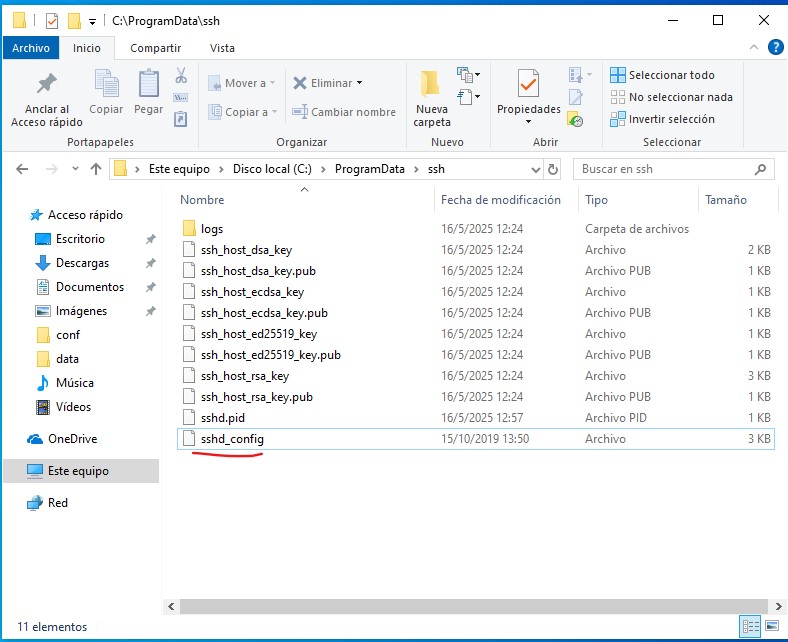 C:\ProgramData\ssh
Archivo Inicio Compartir Vista
Anclar al Acceso rápido
Copiar
Pegar
Portapapeles
Mover a
Copiar a
Eliminar
Cambiar nombre
Organizar
Nueva carpeta
Nuevo
Propiedades
Abrir
Seleccionar todo
No seleccionar nada
Invertir selección
Seleccionar
Este equipo > Disco local (C:) > ProgramData > ssh
Buscar en ssh
Acceso rápido
Escritorio
Descargas
Documentos
Imágenes
conf
data
Música
Vídeos
OneDrive
Este equipo
Red
Nombre Fecha de modificación Tipo Tamaño
logs 16/5/2025 12:24 Carpeta de archivos
ssh_host_dsa_key 16/5/2025 12:24 Archivo 2 KB
ssh_host_dsa_key.pub 16/5/2025 12:24 Archivo PUB 1 KB
ssh_host_ecdsa_key 16/5/2025 12:24 Archivo 1 KB
ssh_host_ecdsa_key.pub 16/5/2025 12:24 Archivo PUB 1 KB
ssh_host_ed25519_key 16/5/2025 12:24 Archivo 1 KB
ssh_host_ed25519_key.pub 16/5/2025 12:24 Archivo PUB 1 KB
ssh_host_rsa_key 16/5/2025 12:24 Archivo 3 KB
ssh_host_rsa_key.pub 16/5/2025 12:24 Archivo PUB 1 KB
sshd.pid 16/5/2025 12:57 Archivo PID 1 KB
sshd_config 15/10/2019 13:50 Archivo 3 KB
11 elementos